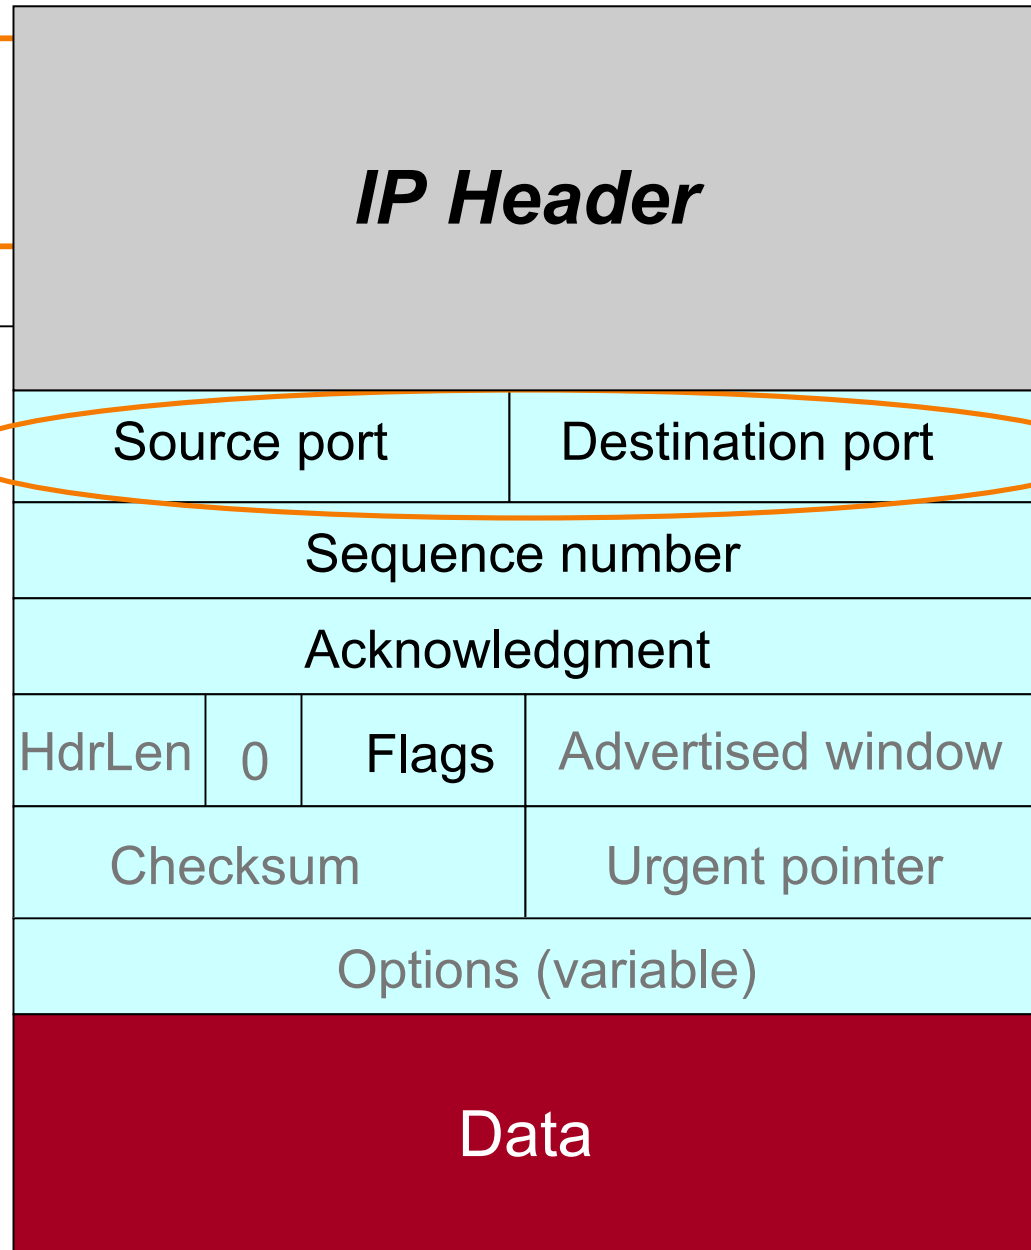 IP Header
Source port Destination port
Sequence number
Acknowledgment
HdrLen 0 Flags Advertised window
Checksum Urgent pointer
Options (variable)
Data